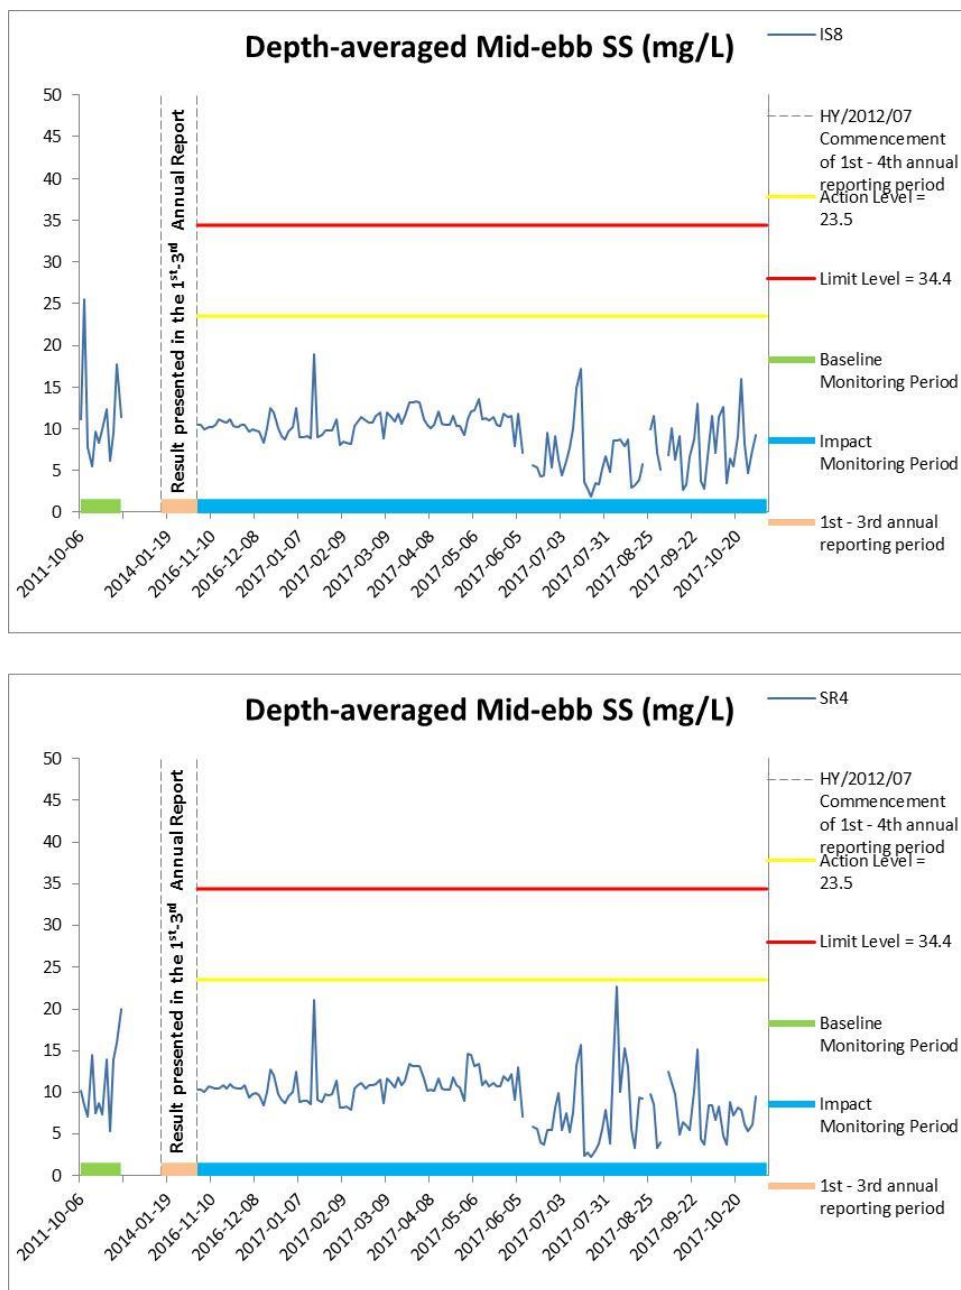 Depth-averaged Mid-ebb SS (mg/L)
IS8
50
45
40
35
30
25
20
15
10
5
0
Result presented in the 1st-3rd Annual Report
HY/2012/07
Commencement
of 1st - 4th annual
reporting period
Action Level =
23.5
Limit Level = 34.4
Baseline
Monitoring Period
Impact
Monitoring Period
1st - 3rd annual
reporting period
2011-10-06
2014-01-19
2016-11-10
2016-12-08
2017-01-07
2017-02-09
2017-03-09
2017-04-08
2017-05-06
2017-06-05
2017-07-03
2017-07-31
2017-08-25
2017-09-22
2017-10-20
Depth-averaged Mid-ebb SS (mg/L)
SR4
50
45
40
35
30
25
20
15
10
5
0
Result presented in the 1st-3rd Annual Report
HY/2012/07
Commencement
of 1st - 4th annual
reporting period
Action Level =
23.5
Limit Level = 34.4
Baseline
Monitoring Period
Impact
Monitoring Period
1st - 3rd annual
reporting period
2011-10-06
2014-01-19
2016-11-10
2016-12-08
2017-01-07
2017-02-09
2017-03-09
2017-04-08
2017-05-06
2017-06-05
2017-07-03
2017-07-31
2017-08-25
2017-09-22
2017-10-20